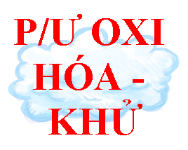 P/Ư OXI
HÓA -
KHỬ